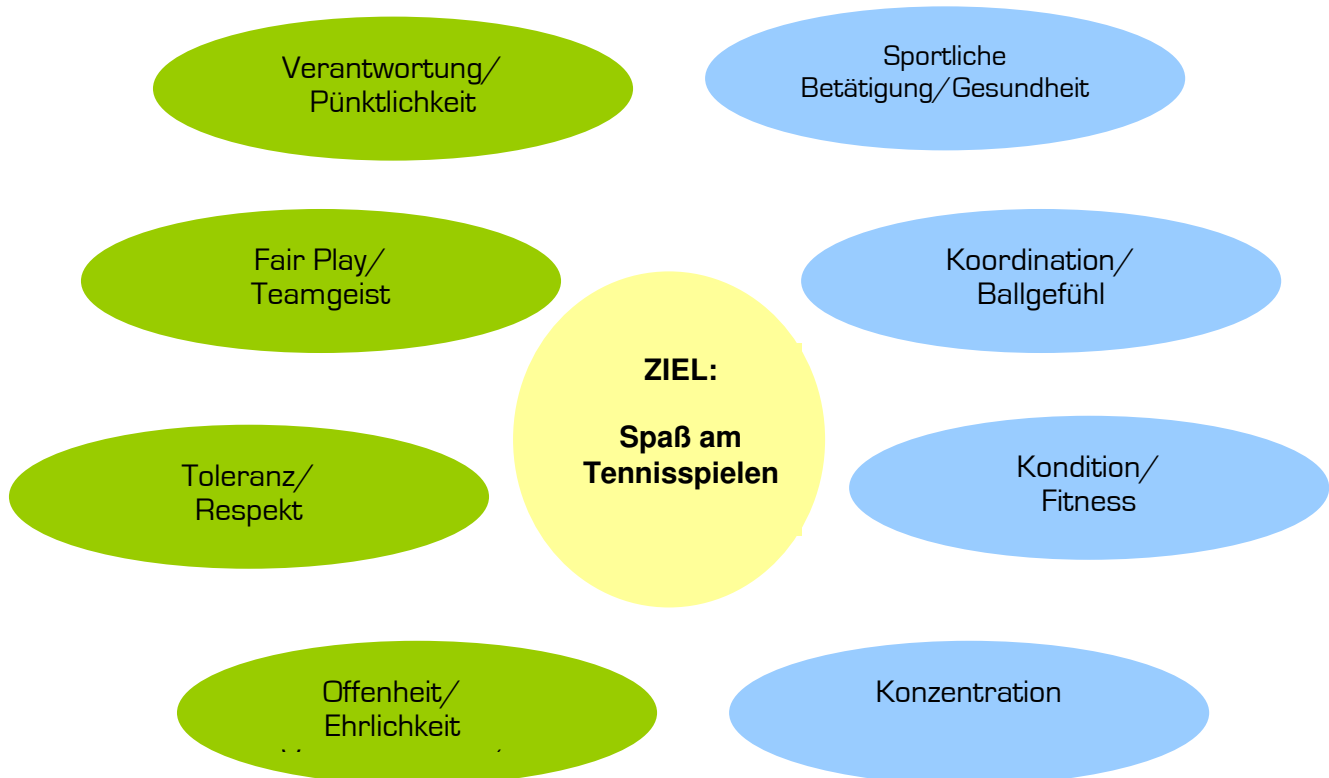 Verantwortung/
Pünktlichkeit
Sportliche
Betätigung/Gesundheit
Fair Play/
Teamgeist
Koordination/
Ballgefühl
ZIEL:
Spaß am
Tennisspielen
Toleranz/
Respekt
Kondition/
Fitness
Offenheit/
Ehrlichkeit
Konzentration